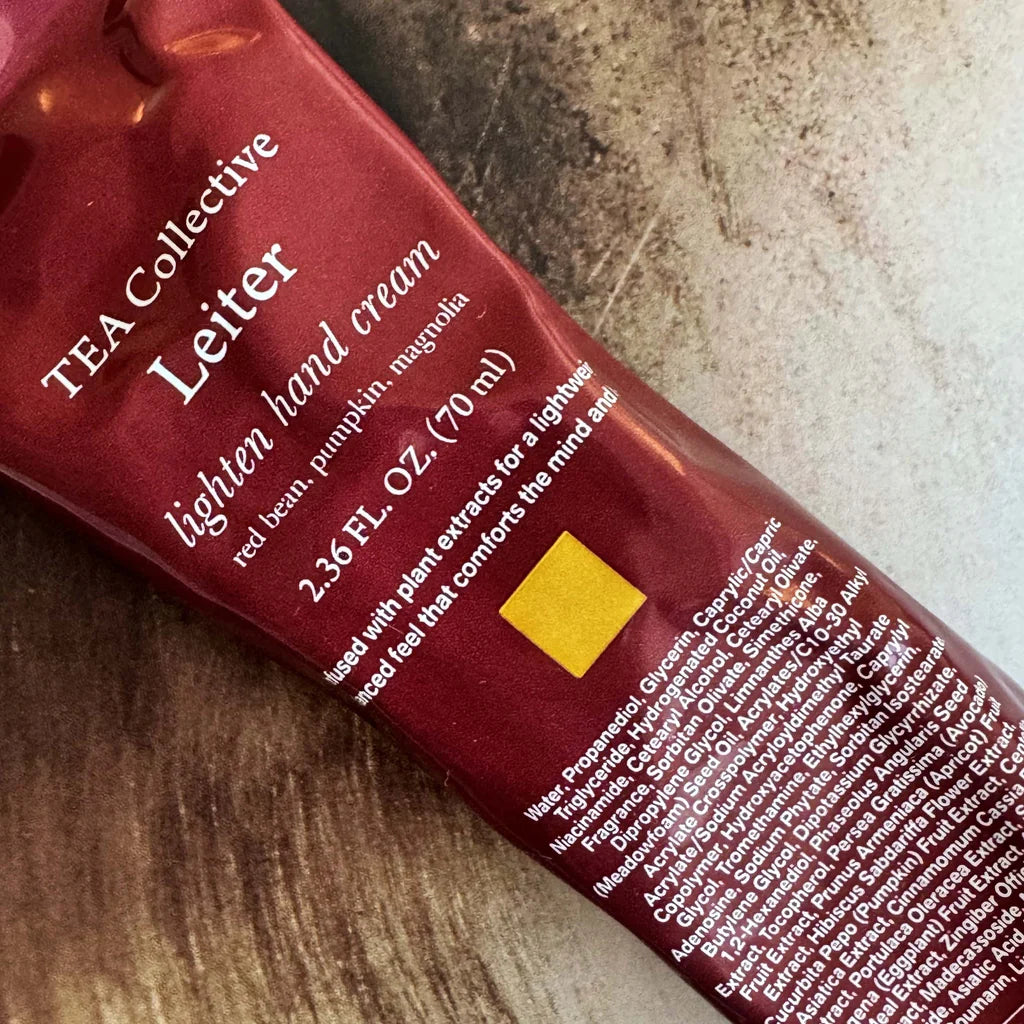 TEA Collective
Leiter
lighten hand cream
red bean, pumpkin, magnolia
2.36 FL. OZ. (70 ml)
with plant extracts for a
feel that comforts the mind and
Water, Propanediol, Glycerin, Caprylic/Capric
Triglyceride, Hydrogenated Coconut Oil,
Niacinamide, Cetearyl Alcohol, Cetearyl Olivate,
Fragrance, Sorbitan Olivate, Simethicone,
Dipropylene Glycol, Limnanthes Alba
(Meadowfoam) Seed Oil, Acrylates/C10-30 Alkyl
Acrylate Crosspolymer, Hydroxyethyl
Acrylate/Sodium Acryloyldimethyl Taurate
Copolymer, Hydroxyacetophenone, Caprylyl
Glycol, Tromethamine, Ethylhexylglycerin,
Adenosine, Sodium Phytate, Sorbitan Isostearate
Butylene Glycol, Dipotassium Glycyrrhizate,
1,2-Hexanediol, Phaseolus Angularis Seed
Extract, Tocopherol, Persea Gratissima (Avocado)
Fruit Extract, Prunus Armeniaca (Apricot) Fruit
Extract, Hibiscus Sabdariffa Flower Extract,
Pepo (Pumpkin) Fruit Extract,
Asiatica Extract, Cinnamomum Cassia
Portulaca Oleracea Extract,
(Eggplant) Fruit Extract,
Extract, Zingiber
Madecassoside,
Asiatic Acid